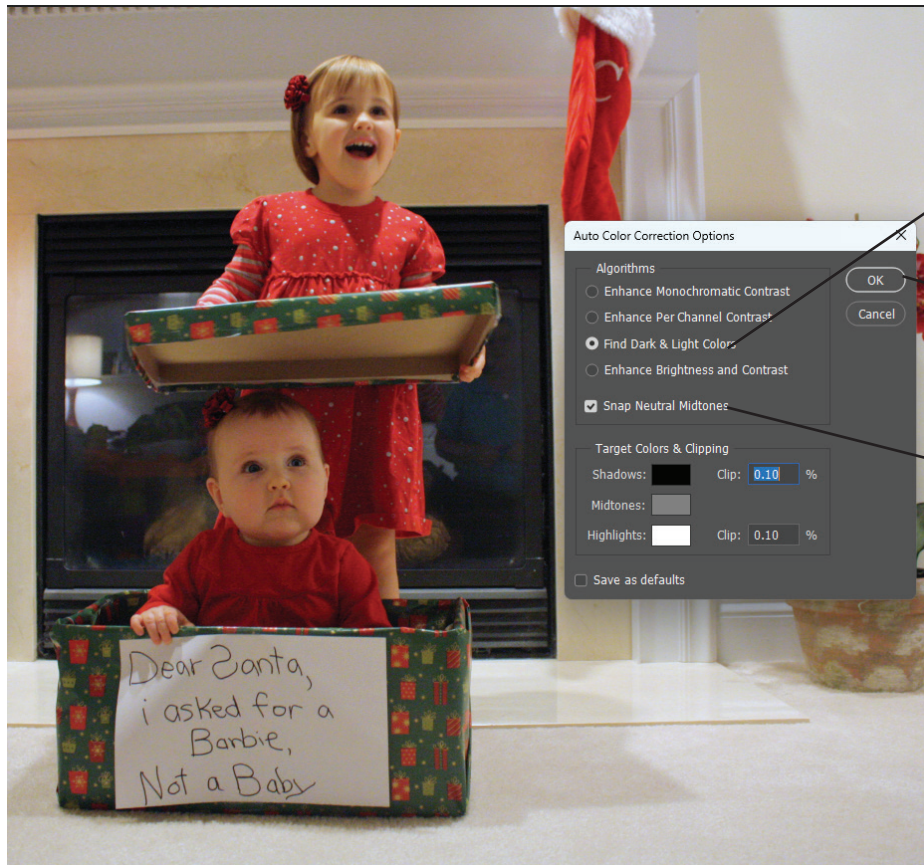 C
Auto Color Correction Options
Algorithms
Enhance Monochromatic Contrast
Enhance Per Channel Contrast
Find Dark & Light Colors
Enhance Brightness and Contrast
Snap Neutral Midtones
OK
Cancel
Target Colors & Clipping
Shadows: Clip: 0.10 %
Midtones:
Highlights: Clip: 0.10 %
Save as defaults
Dear Santa,
i asked for a
Barbie,
Not a Baby